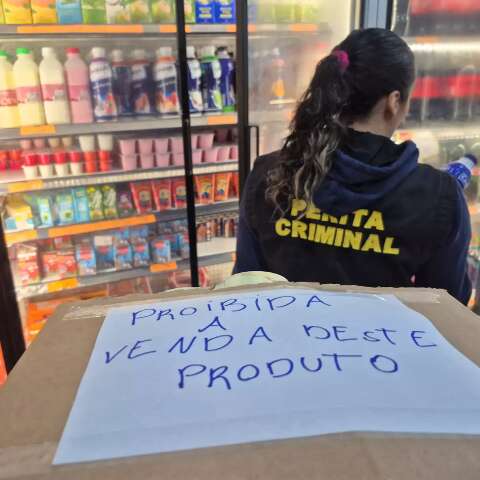 PERITA
CRIMINAL
PROIBIDA
A
VENDA DESTE
PRODUTO